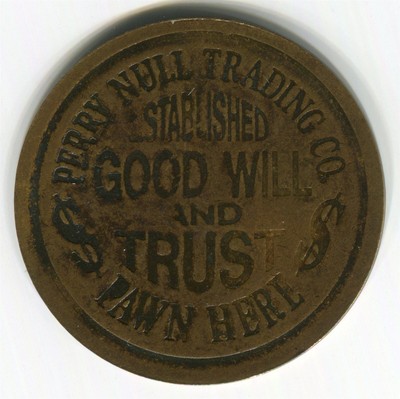 PERRY NULL TRADING CO.
ESTABLISHED
GOOD WILL
AND
TRUST
PAWN HERE